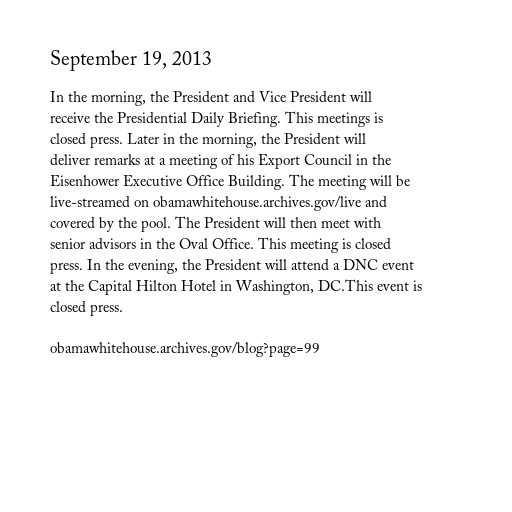 September 19, 2013
In the morning, the President and Vice President will
receive the Presidential Daily Briefing. This meetings is
closed press. Later in the morning, the President will
deliver remarks at a meeting of his Export Council in the
Eisenhower Executive Office Building. The meeting will be
live-streamed on obamawhitehouse.archives.gov/live and
covered by the pool. The President will then meet with
senior advisors in the Oval Office. This meeting is closed
press. In the evening, the President will attend a DNC event
at the Capital Hilton Hotel in Washington, DC.This event is
closed press.
obamawhitehouse.archives.gov/blog?page=99